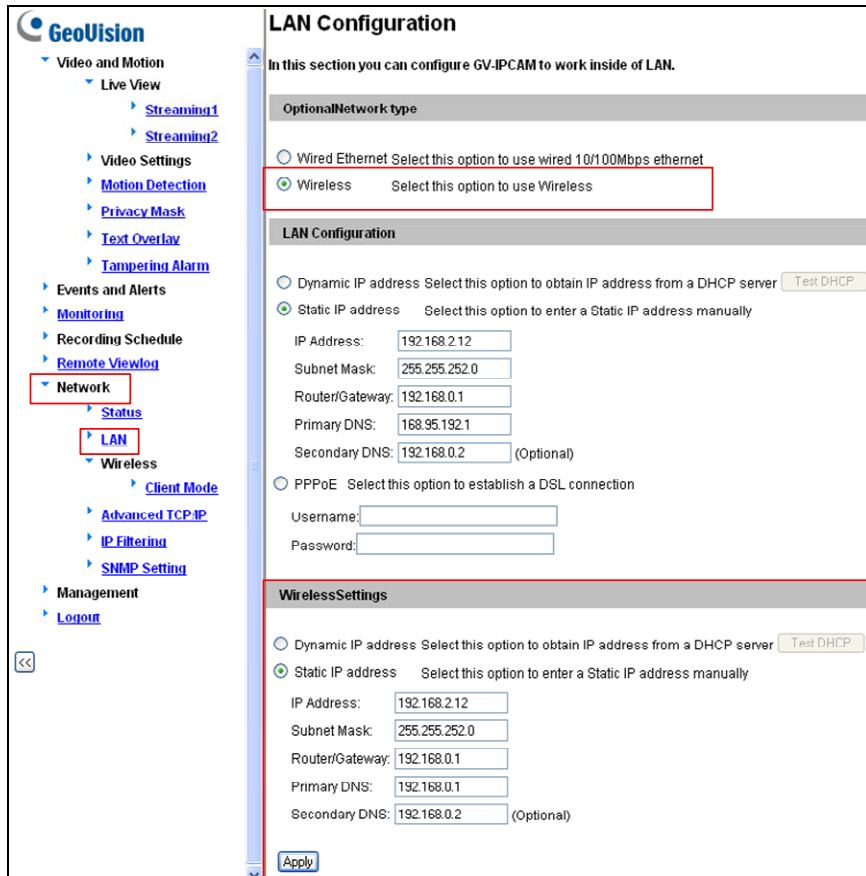 GeoVision
Video and Motion
Live View
Streaming1
Streaming2
Video Settings
Motion Detection
Privacy Mask
Text Overlay
Tampering Alarm
Events and Alerts
Monitoring
Recording Schedule
Remote Viewlog
Network
Status
LAN
Wireless
Client Mode
Advanced TCP/IP
IP Filtering
SNMP Setting
Management
Logout
<<
LAN Configuration
In this section you can configure GV-IPCAM to work inside of LAN.
OptionalNetwork type
Wired Ethernet Select this option to use wired 10/100Mbps ethernet
Wireless Select this option to use Wireless
LAN Configuration
Dynamic IP address Select this option to obtain IP address from a DHCP server Test DHCP
Static IP address Select this option to enter a Static IP address manually
IP Address: 192.168.2.12
Subnet Mask: 255.255.252.0
Router/Gateway: 192.168.0.1
Primary DNS: 168.95.192.1
Secondary DNS: 192.168.0.2 (Optional)
PPPoE Select this option to establish a DSL connection
Username:
Password:
WirelessSettings
Dynamic IP address Select this option to obtain IP address from a DHCP server Test DHCP
Static IP address Select this option to enter a Static IP address manually
IP Address: 192.168.2.12
Subnet Mask: 255.255.252.0
Router/Gateway: 192.168.0.1
Primary DNS: 192.168.0.1
Secondary DNS: 192.168.0.2 (Optional)
Apply